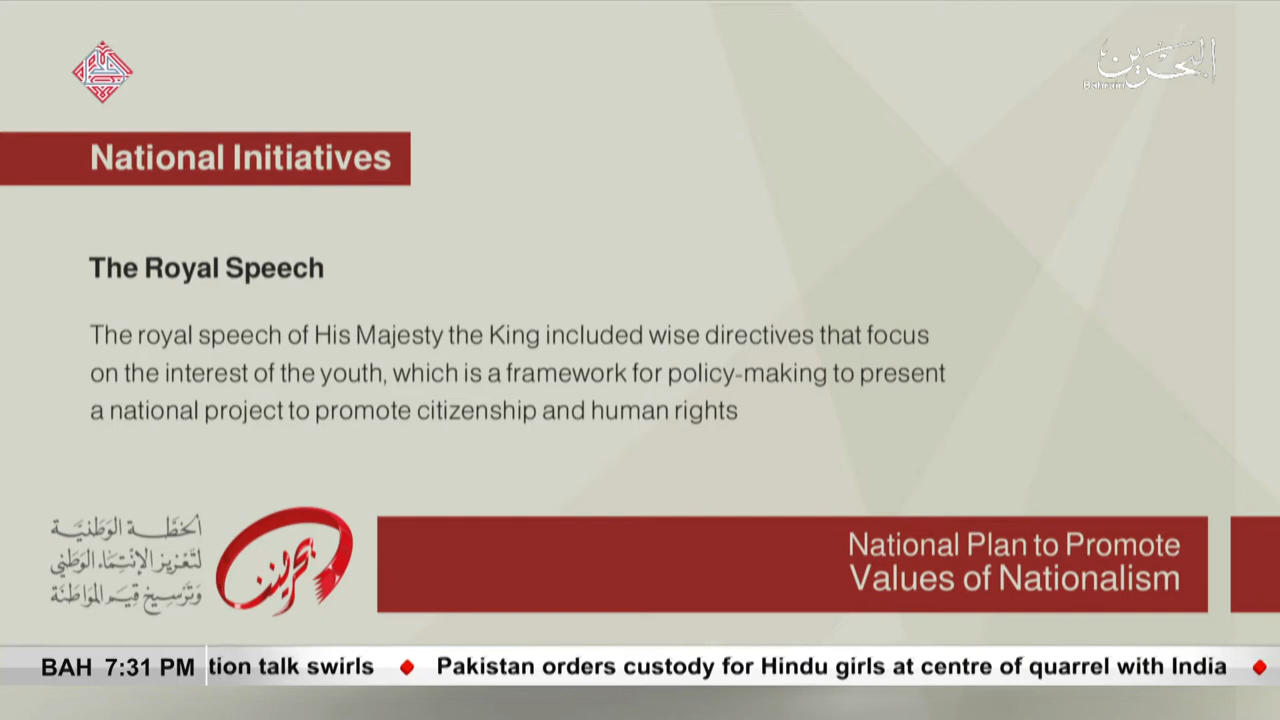 البحرين
Bahrain
National Initiatives
The Royal Speech
The royal speech of His Majesty the King included wise directives that focus
on the interest of the youth, which is a framework for policy-making to present
a national project to promote citizenship and human rights
الخطة الوطنية
لتعزيز الإنتماء الوطني
وترسيخ قيم المواطنة
بحريننا
National Plan to Promote
Values of Nationalism
BAH 7:31 PM tion talk swirls Pakistan orders custody for Hindu girls at centre of quarrel with India